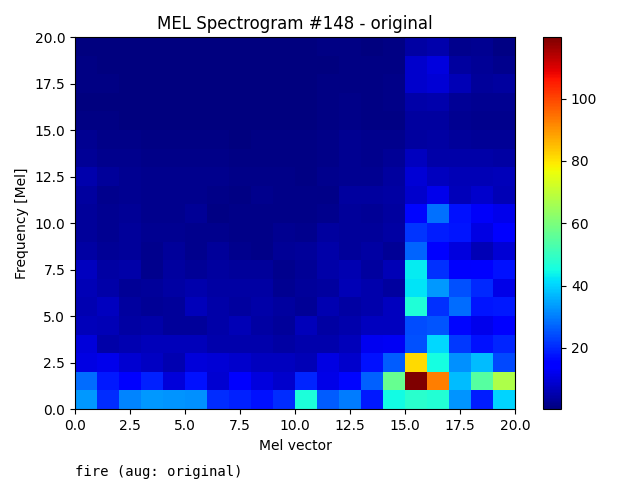 MEL Spectrogram #148 - original
20.0
17.5
15.0
12.5
10.0
7.5
5.0
2.5
0.0
Frequency [Mel]
0.0 2.5 5.0 7.5 10.0 12.5 15.0 17.5 20.0
Mel vector
100
80
60
40
20
fire (aug: original)